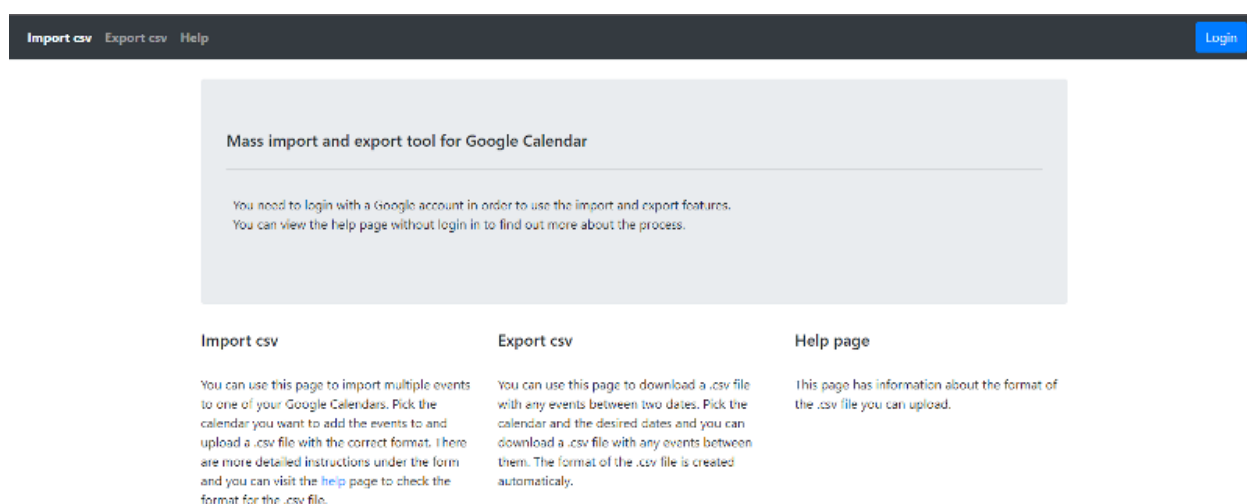 Import csv Export csv Help Login
Mass import and export tool for Google Calendar
You need to login with a Google account in order to use the import and export features.
You can view the help page without login in to find out more about the process.
Import csv
You can use this page to import multiple events
to one of your Google Calendars. Pick the
calendar you want to add the events to and
upload a .csv file with the correct format. There
are more detailed instructions under the form
and you can visit the help page to check the
format for the .csv file.
Export csv
You can use this page to download a .csv file
with any events between two dates. Pick the
calendar and the desired dates and you can
download a .csv file with any events between
them. The format of the .csv file is created
automaticaly.
Help page
This page has information about the format of
the .csv file you can upload.